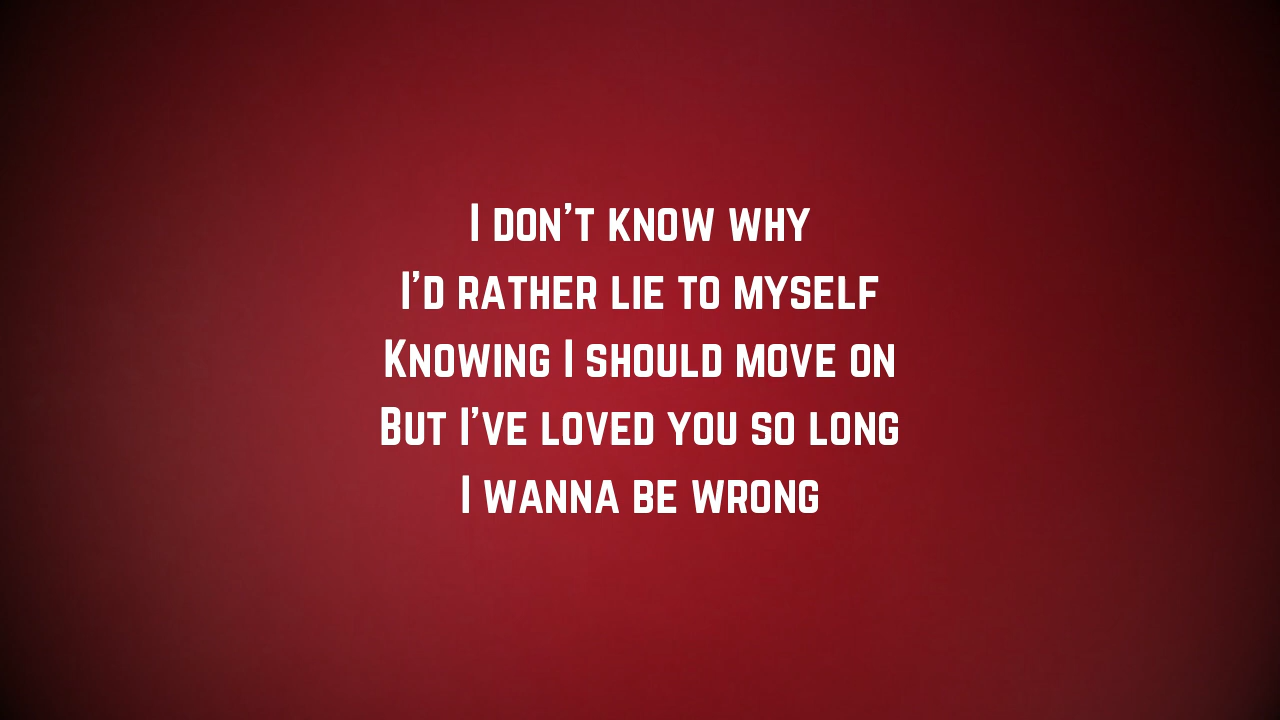 I don't know why
I'd rather lie to myself
Knowing I should move on
But I've loved you so long
I wanna be wrong